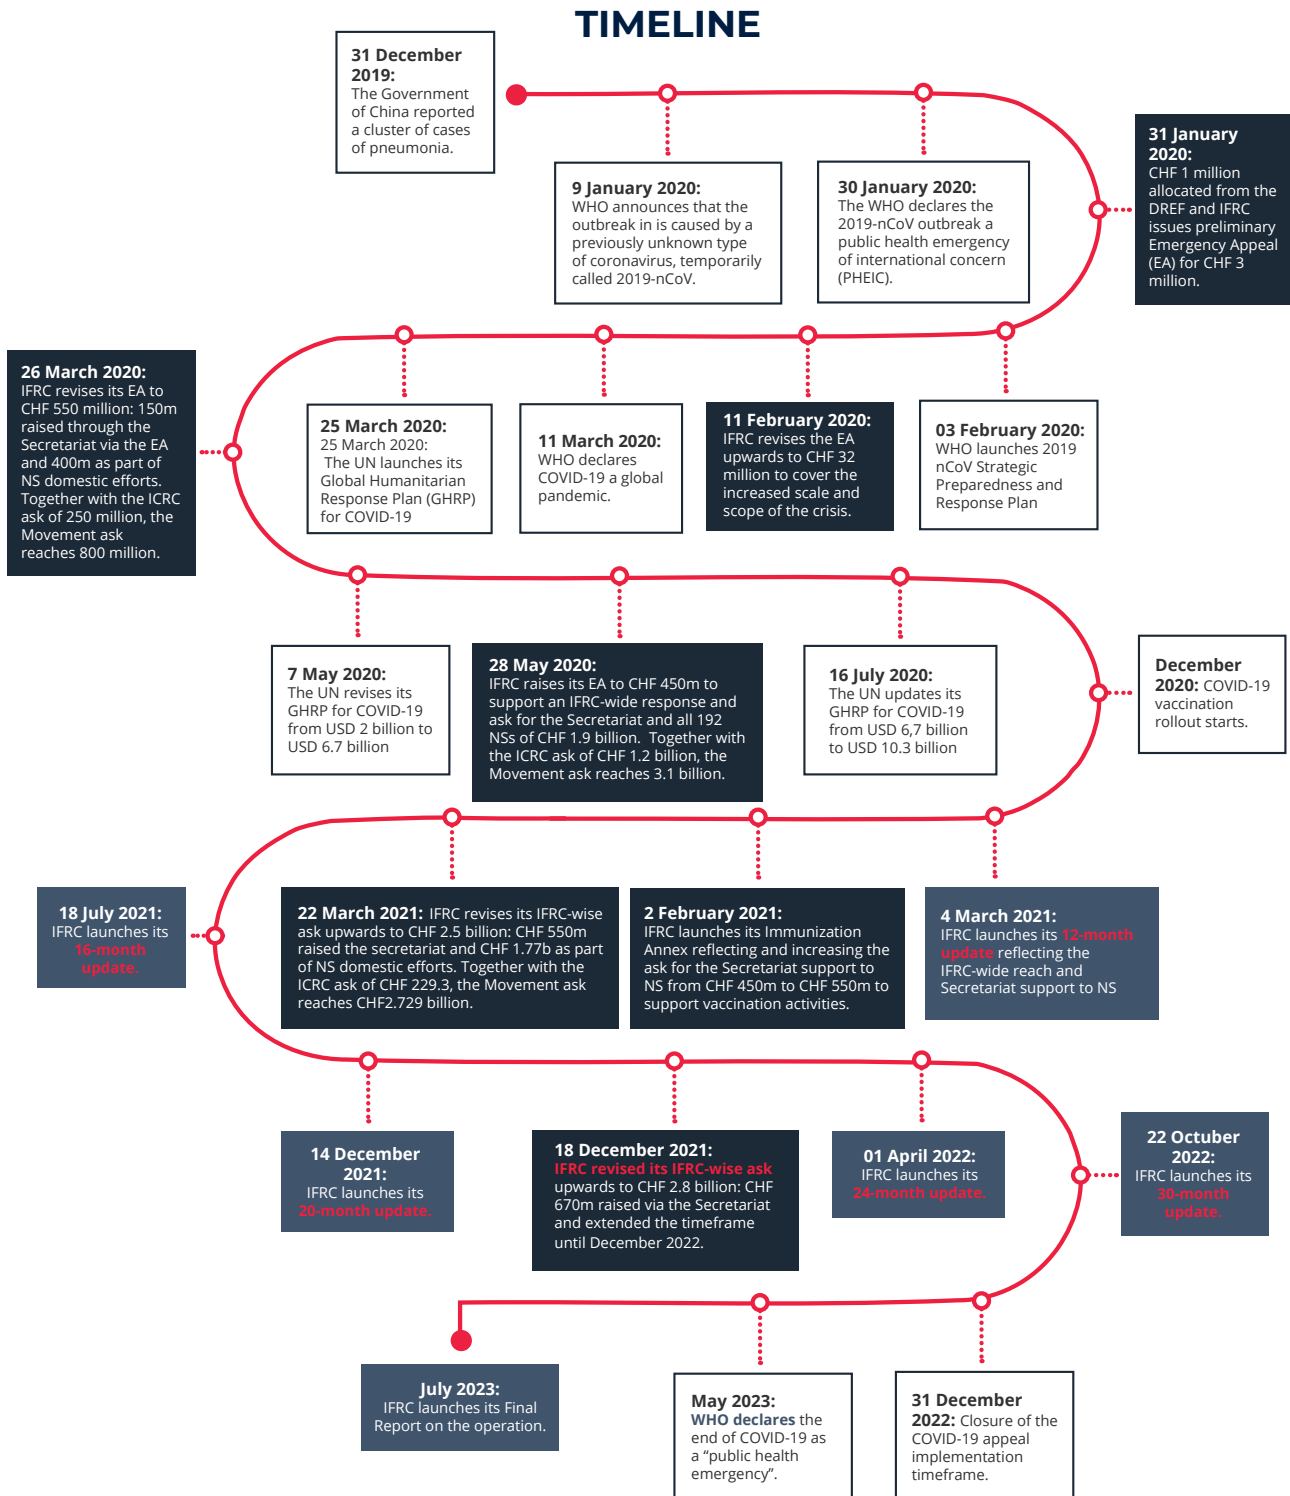 TIMELINE
31 December
2019:
The Government
of China reported
a cluster of cases
of pneumonia.
9 January 2020:
WHO announces that the
outbreak in is caused by a
previously unknown type
of coronavirus, temporarily
called 2019-nCoV.
30 January 2020:
The WHO declares the
2019-nCoV outbreak a
public health emergency
of international concern
(PHEIC).
31 January
2020:
CHF 1 million
allocated from the
DREF and IFRC
issues preliminary
Emergency Appeal
(EA) for CHF 3
million.
03 February 2020:
WHO launches 2019
nCoV Strategic
Preparedness and
Response Plan
11 February 2020:
IFRC revises the EA
upwards to CHF 32
million to cover the
increased scale and
scope of the crisis.
11 March 2020:
WHO declares
COVID-19 a global
pandemic.
25 March 2020:
25 March 2020:
The UN launches its
Global Humanitarian
Response Plan (GHRP)
for COVID-19
26 March 2020:
IFRC revises its EA to
CHF 550 million: 150m
raised through the
Secretariat via the EA
and 400m as part of
NS domestic efforts.
Together with the ICRC
ask of 250 million, the
Movement ask
reaches 800 million.
7 May 2020:
The UN revises its
GHRP for COVID-19
from USD 2 billion to
USD 6.7 billion
28 May 2020:
IFRC raises its EA to CHF 450m to
support an IFRC-wide response and
ask for the Secretariat and all 192
NSs of CHF 1.9 billion. Together with
the ICRC ask of CHF 1.2 billion, the
Movement ask reaches 3.1 billion.
16 July 2020:
The UN updates its
GHRP for COVID-19
from USD 6,7 billion
to USD 10.3 billion
December
2020: COVID-19
vaccination
rollout starts.
4 March 2021:
IFRC launches its 12-month
update reflecting the
IFRC-wide reach and
Secretariat support to NS
2 February 2021:
IFRC launches its Immunization
Annex reflecting and increasing the
ask for the Secretariat support to
NS from CHF 450m to CHF 550m to
support vaccination activities.
22 March 2021: IFRC revises its IFRC-wise
ask upwards to CHF 2.5 billion: CHF 550m
raised the secretariat and CHF 1.77b as part
of NS domestic efforts. Together with the
ICRC ask of CHF 229.3, the Movement ask
reaches CHF2.729 billion.
18 July 2021:
IFRC launches its
16-month
update.
14 December
2021:
IFRC launches its
20-month update.
18 December 2021:
IFRC revised its IFRC-wise ask
upwards to CHF 2.8 billion: CHF
670m raised via the Secretariat
and extended the timeframe
until December 2022.
01 April 2022:
IFRC launches its
24-month update.
22 Octuber
2022:
IFRC launches its
30-month
update.
31 December
2022: Closure of the
COVID-19 appeal
implementation
timeframe.
May 2023:
WHO declares the
end of COVID-19 as
a “public health
emergency”.
July 2023:
IFRC launches its Final
Report on the operation.